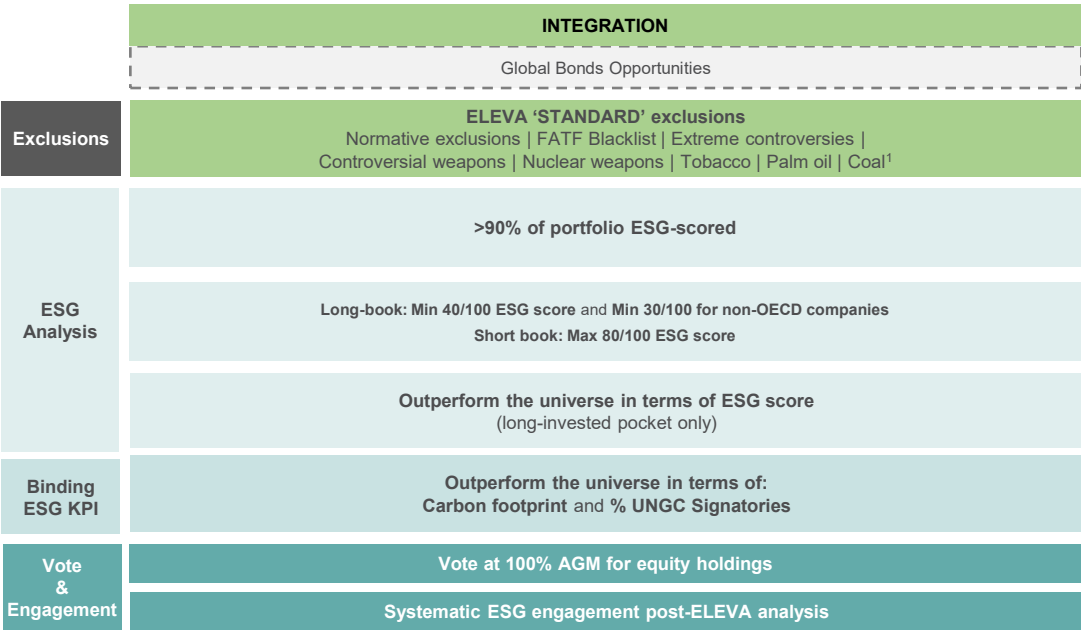 INTEGRATION
Global Bonds Opportunities
Exclusions
ELEVA ‘STANDARD’ exclusions
Normative exclusions | FATF Blacklist | Extreme controversies |
Controversial weapons | Nuclear weapons | Tobacco | Palm oil | Coal¹
ESG
Analysis
>90% of portfolio ESG-scored
Long-book: Min 40/100 ESG score and Min 30/100 for non-OECD companies
Short book: Max 80/100 ESG score
Outperform the universe in terms of ESG score
(long-invested pocket only)
Binding
ESG KPI
Outperform the universe in terms of:
Carbon footprint and % UNGC Signatories
Vote
&
Engagement
Vote at 100% AGM for equity holdings
Systematic ESG engagement post-ELEVA analysis